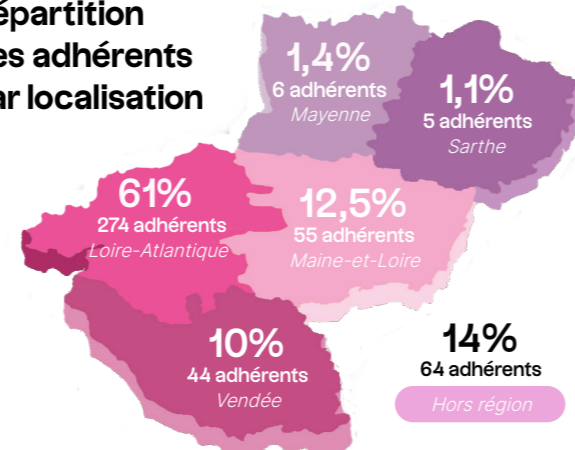 épartition
es adhérents
ar localisation
1,4%
6 adhérents
Mayenne
1,1%
5 adhérents
Sarthe
61%
274 adhérents
Loire-Atlantique
12,5%
55 adhérents
Maine-et-Loire
10%
44 adhérents
Vendée
14%
64 adhérents
Hors région